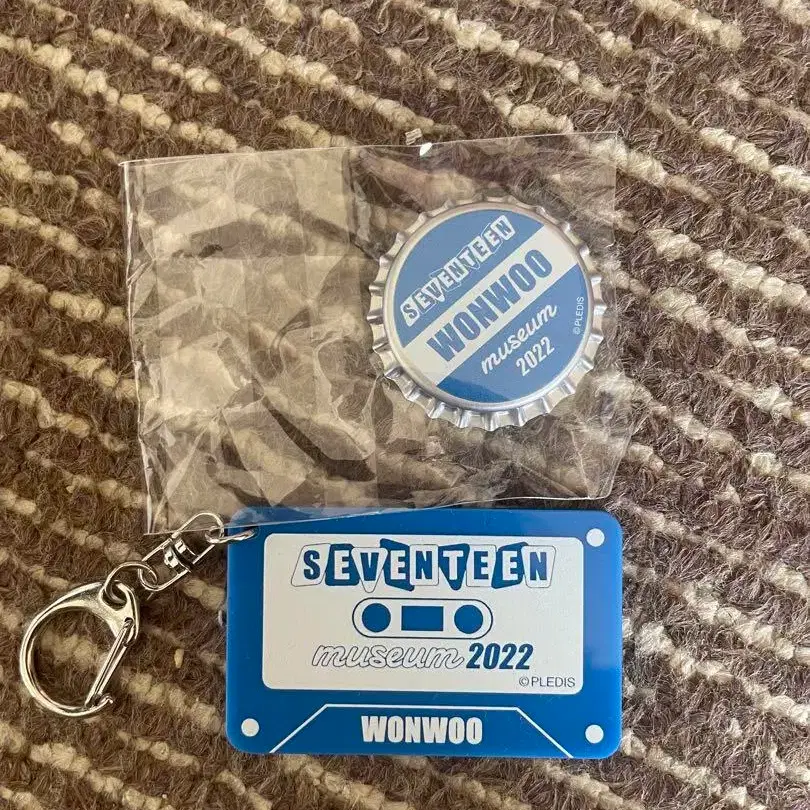 SEVENTEEN
WONWOO
museum
2022
©PLEDIS
SEVENTEEN
museum 2022
©PLEDIS
WONWOO